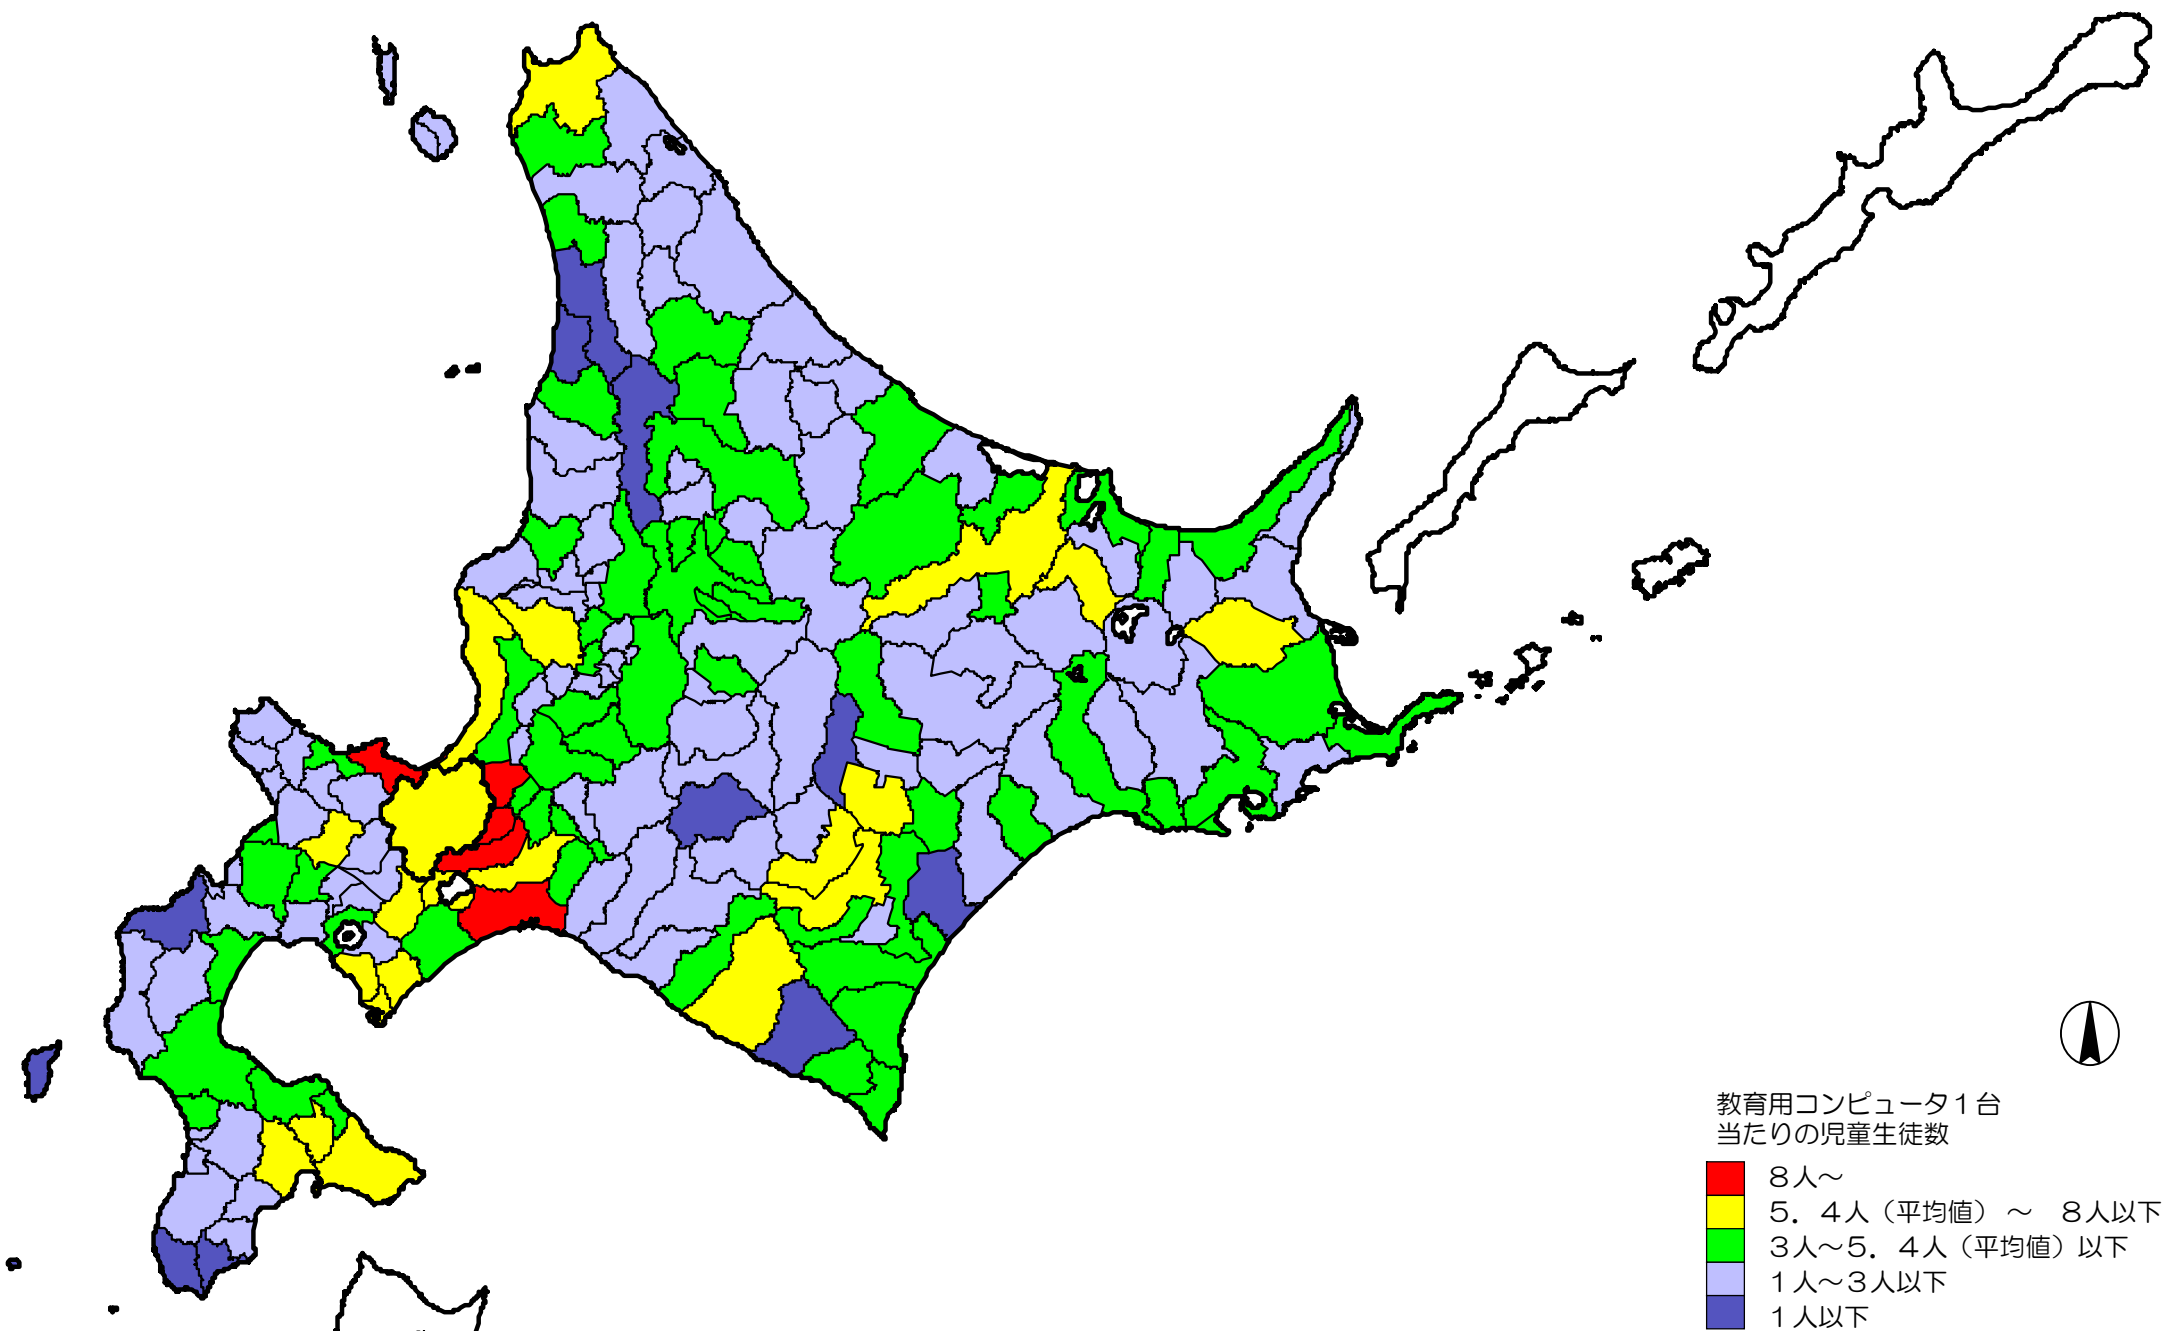 教育用コンピュータ１台
当たりの児童生徒数
８人～
５．４人（平均値）～　８人以下
３人～５．４人（平均値）以下
１人～３人以下
１人以下